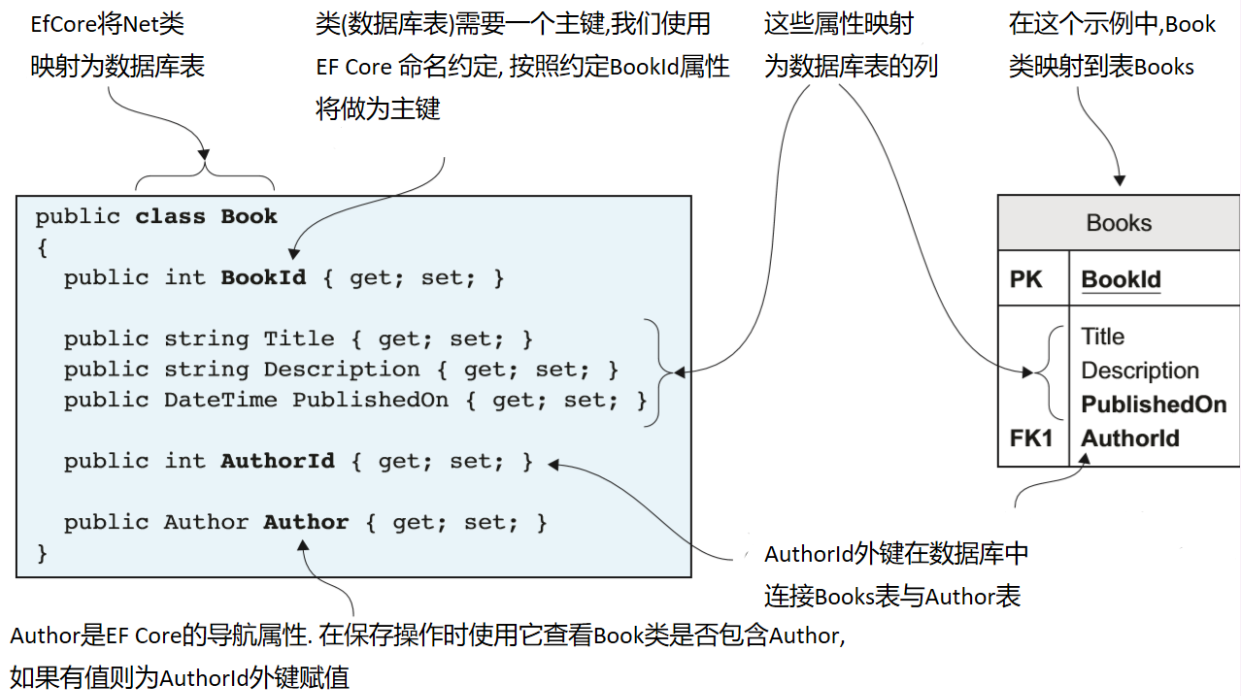 EfCore将Net类
映射为数据库表
类(数据库表)需要一个主键,我们使用
EF Core 命名约定, 按照约定BookId属性
将做为主键
这些属性映射
为数据库表的列
在这个示例中,Book
类映射到表Books
public class Book
{
public int BookId { get; set; }
public string Title { get; set; }
public string Description { get; set; }
public DateTime PublishedOn { get; set; }
public int AuthorId { get; set; }
public Author Author { get; set; }
}
Books
PK BookId
Title
Description
PublishedOn
FK1 AuthorId
AuthorId外键在数据库中
连接Books表与Author表
Author是EF Core的导航属性. 在保存操作时使用它查看Book类是否包含Author,
如果有值则为AuthorId外键赋值